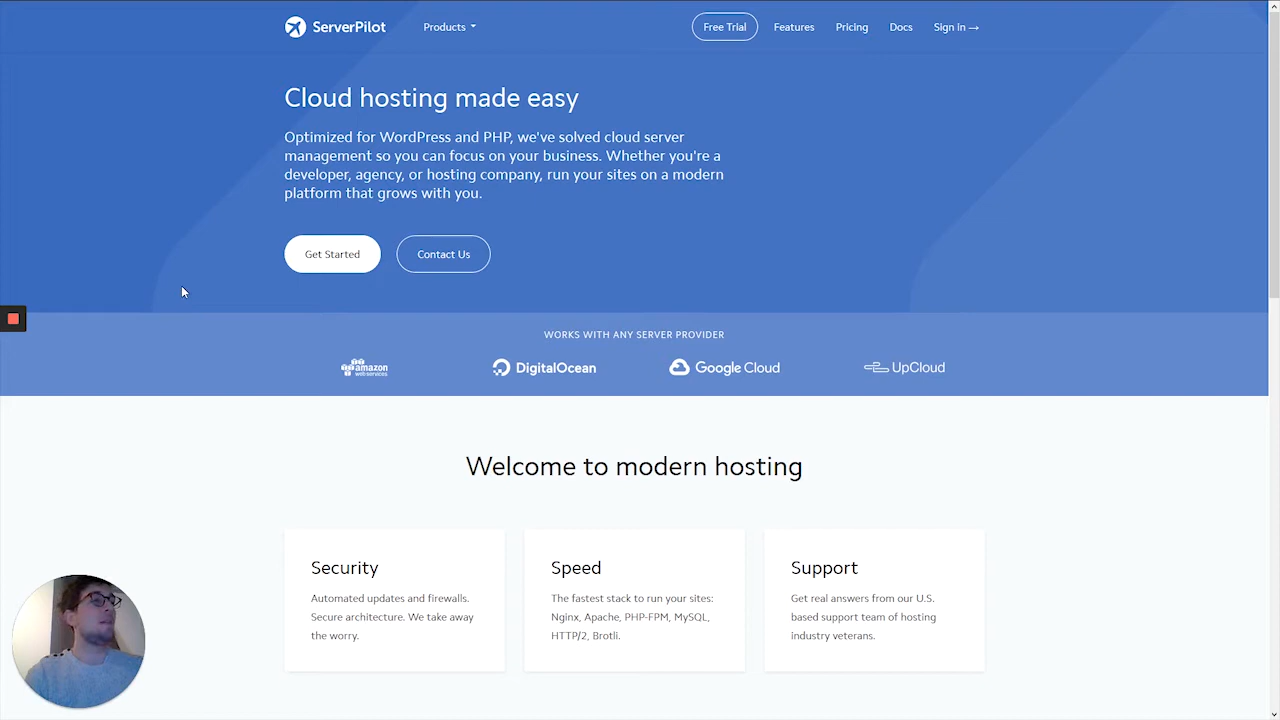 ServerPilot
Products
Free Trial
Features
Pricing
Docs
Sign in →
Cloud hosting made easy
Optimized for WordPress and PHP, we've solved cloud server
management so you can focus on your business. Whether you're a
developer, agency, or hosting company, run your sites on a modern
platform that grows with you.
Get Started
Contact Us
WORKS WITH ANY SERVER PROVIDER
amazon
webservices
DigitalOcean
Google Cloud
UpCloud
Welcome to modern hosting
Security
Automated updates and firewalls.
Secure architecture. We take away
the worry.
Speed
The fastest stack to run your sites:
Nginx, Apache, PHP-FPM, MySQL,
HTTP/2, Brotli.
Support
Get real answers from our U.S.
based support team of hosting
industry veterans.